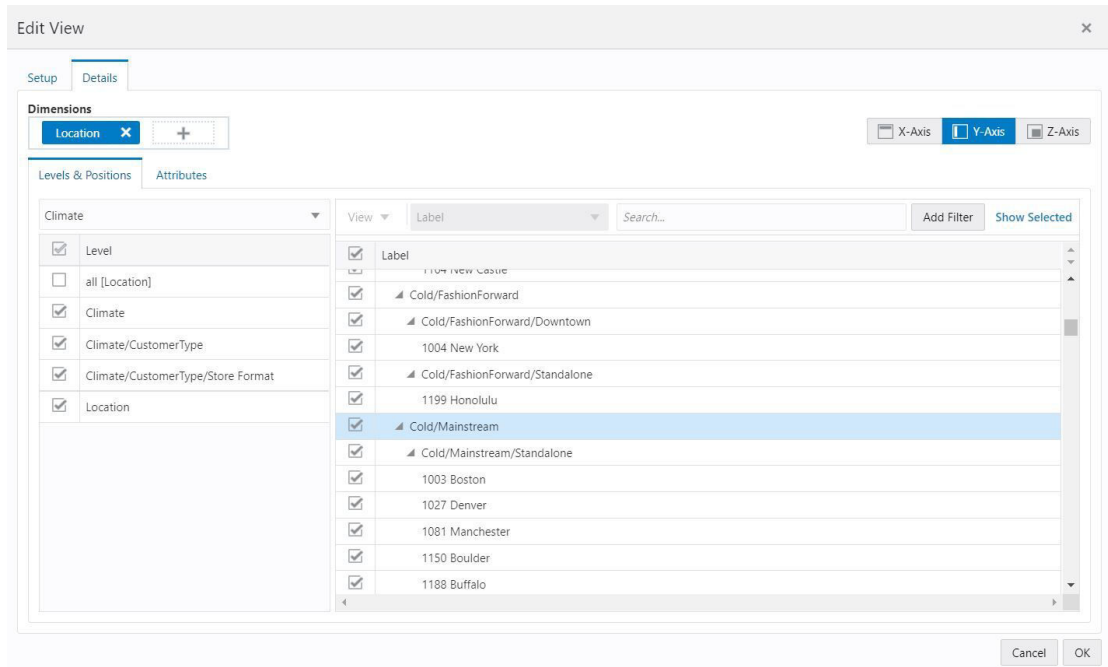 Edit View
Setup Details
Dimensions
Location
X-Axis Y-Axis Z-Axis
Levels & Positions Attributes
Climate
View Label Search... Add Filter Show Selected
Level
Label
1104 New Castle
all [Location]
Cold/FashionForward
Climate
Cold/FashionForward/Downtown
Climate/CustomerType
1004 New York
Climate/CustomerType/Store Format
Cold/FashionForward/Standalone
Location
1199 Honolulu
Cold/Mainstream
Cold/Mainstream/Standalone
1003 Boston
1027 Denver
1081 Manchester
1150 Boulder
1188 Buffalo
Cancel OK